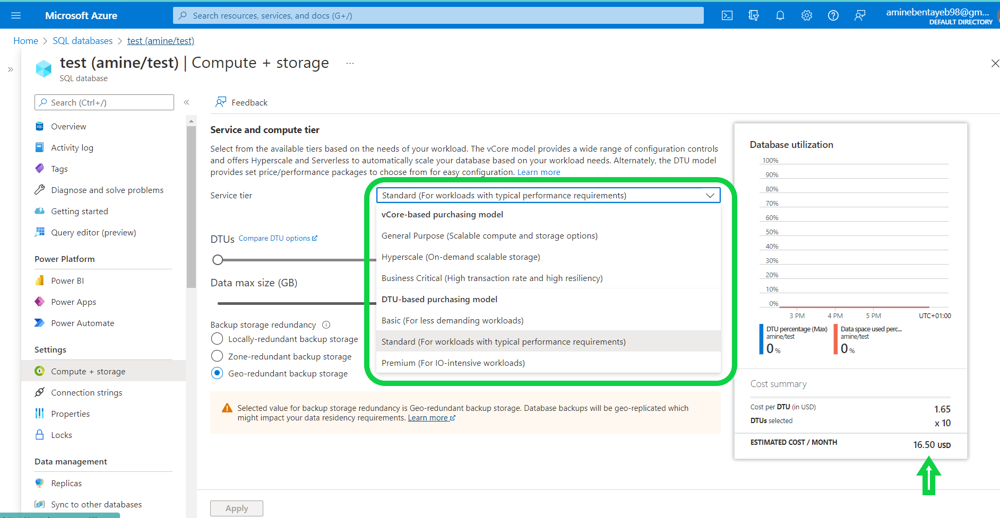 Microsoft Azure
Search resources, services, and docs (G+/)
aminebentayeb98@gm...
DEFAULT DIRECTORY
Home > SQL databases > test (amine/test)
test (amine/test) | Compute + storage ...
SQL database
Search (Ctrl+/)
Overview
Activity log
Tags
Diagnose and solve problems
Getting started
Query editor (preview)
Power Platform
Power BI
Power Apps
Power Automate
Settings
Compute + storage
Connection strings
Properties
Locks
Data management
Replicas
Sync to other databases
Feedback
Service and compute tier
Select from the available tiers based on the needs of your workload. The vCore model provides a wide range of configuration controls
and offers Hyperscale and Serverless to automatically scale your database based on your workload needs. Alternately, the DTU model
provides set price/performance packages to choose from for easy configuration. Learn more
Service tier
Standard (For workloads with typical performance requirements)
vCore-based purchasing model
General Purpose (Scalable compute and storage options)
Hyperscale (On-demand scalable storage)
Business Critical (High transaction rate and high resiliency)
DTU-based purchasing model
Basic (For less demanding workloads)
Standard (For workloads with typical performance requirements)
Premium (For IO-intensive workloads)
DTUs Compare DTU options
Data max size (GB)
Backup storage redundancy
Locally-redundant backup storage
Zone-redundant backup storage
Geo-redundant backup storage
Selected value for backup storage redundancy is Geo-redundant backup storage. Database backups will be geo-replicated which
might impact your data residency requirements. Learn more
Apply
Database utilization
100%
90%
80%
70%
60%
50%
40%
30%
20%
10%
0%
3 PM 4 PM 5 PM UTC+01:00
DTU percentage (Max)
amine/test
0 %
Data space used perc...
amine/test
0 %
Cost summary
Cost per DTU (in USD) 1.65
DTUs selected x 10
ESTIMATED COST / MONTH 16.50 USD